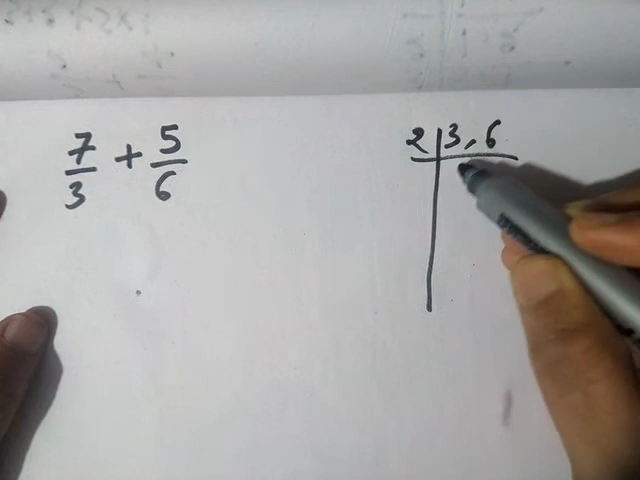 7/3 + 5/6
2 | 3, 6